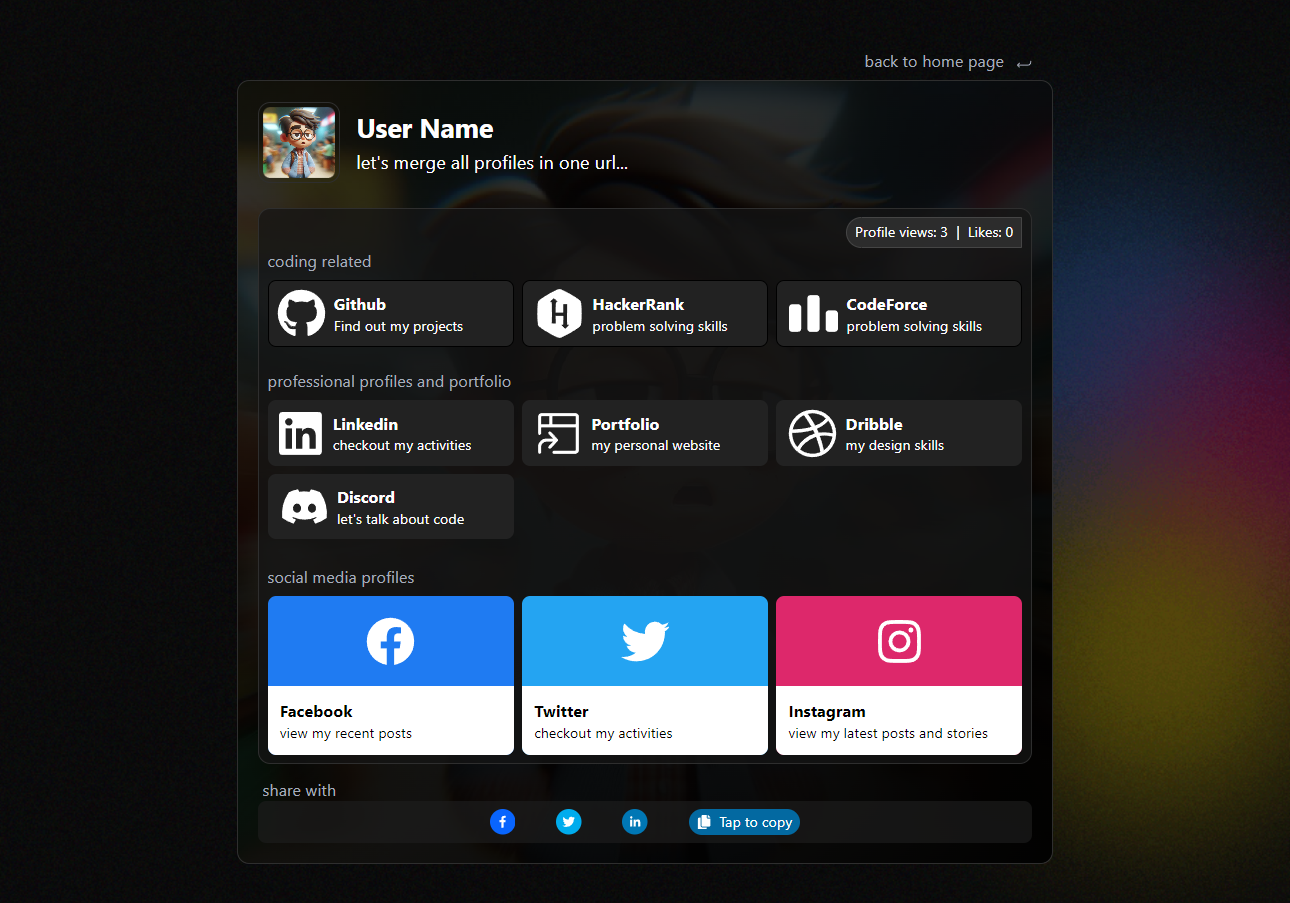 back to home page
User Name
let's merge all profiles in one url...
Profile views: 3 | Likes: 0
coding related
Github
Find out my projects
HackerRank
problem solving skills
CodeForce
problem solving skills
professional profiles and portfolio
Linkedin
checkout my activities
Portfolio
my personal website
Dribble
my design skills
Discord
let's talk about code
social media profiles
Facebook
view my recent posts
Twitter
checkout my activities
Instagram
view my latest posts and stories
share with
Tap to copy